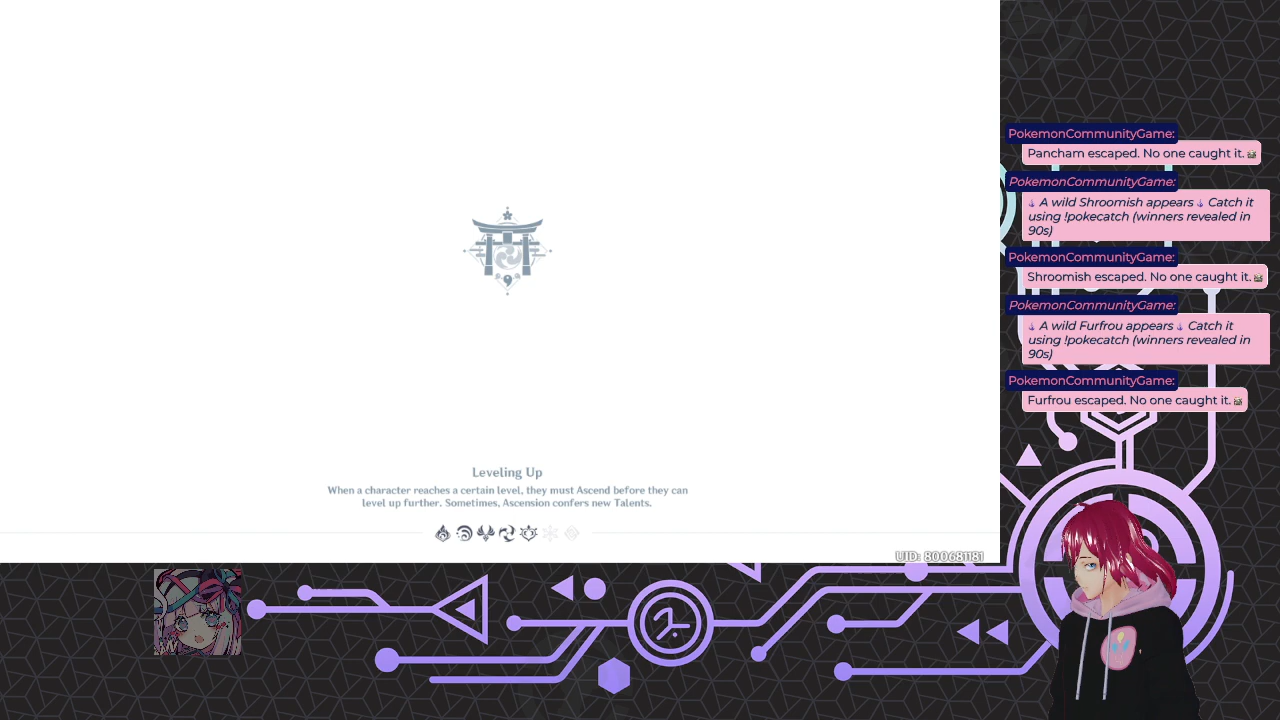 PokemonCommunityGame:
Pancham escaped. No one caught it.
PokemonCommunityGame:
A wild Shroomish appears Catch it
using !pokecatch (winners revealed in
90s)
PokemonCommunityGame:
Shroomish escaped. No one caught it.
PokemonCommunityGame:
A wild Furfrou appears Catch it
using !pokecatch (winners revealed in
90s)
PokemonCommunityGame:
Furfrou escaped. No one caught it.
Leveling Up
When a character reaches a certain level, they must Ascend before they can
level up further. Sometimes, Ascension confers new Talents.
UID: 800681181